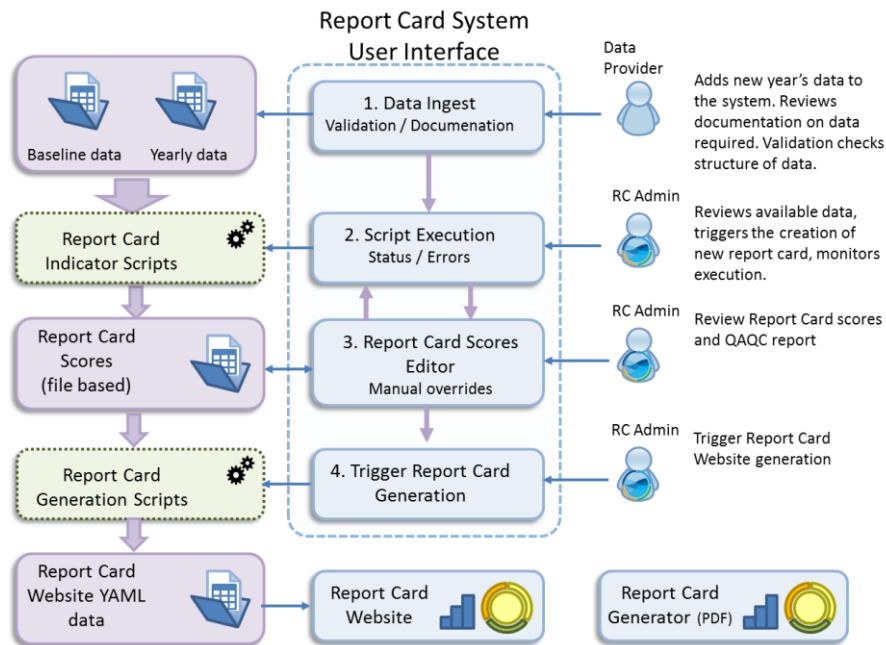 Report Card System
User Interface
Data
Provider
Adds new year's data to
the system. Reviews
documentation on data
required. Validation checks
structure of data.
Baseline data
Yearly data
1. Data Ingest
Validation / Documenation
RC Admin
Reviews available data,
triggers the creation of
new report card, monitors
execution.
Report Card
Indicator Scripts
2. Script Execution
Status / Errors
RC Admin
Review Report Card scores
and QAQC report
Report Card
Scores
(file based)
3. Report Card Scores
Editor
Manual overrides
RC Admin
Trigger Report Card
Website generation
Report Card
Generation Scripts
4. Trigger Report Card
Generation
Report Card
Website YAML
data
Report Card
Website
Report Card
Generator (PDF)